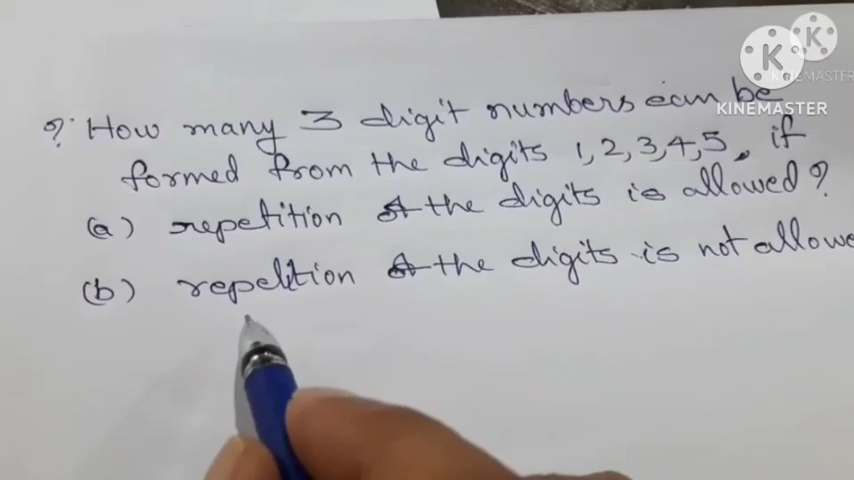 KINEMASTER
KINEMASTER
? How many 3 digit numbers can be
formed from the digits 1,2,3,4,5, if
(a) repetition of the digits is allowed?
(b) repetition of the digits is not allowe